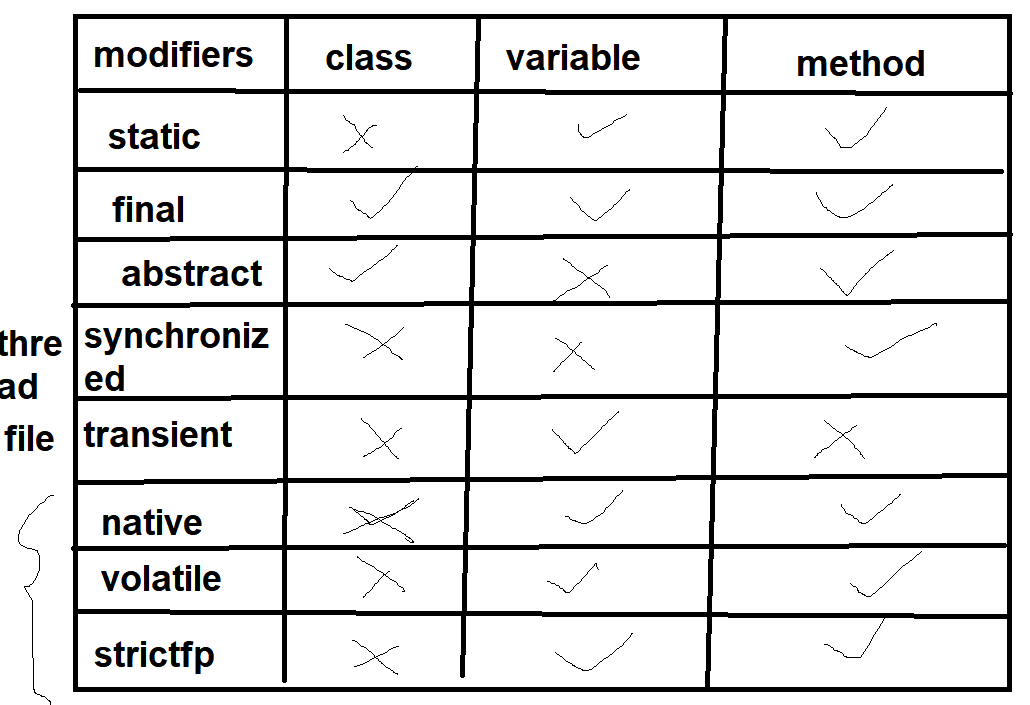 modifiers class variable method
static
final
abstract
thre synchroniz
ad ed
file transient
native
volatile
strictfp